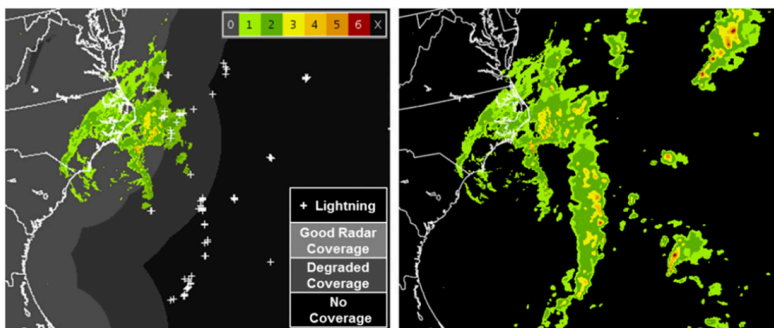 0 1 2 3 4 5 6 X
+ Lightning
Good Radar
Coverage
Degraded
Coverage
No
Coverage